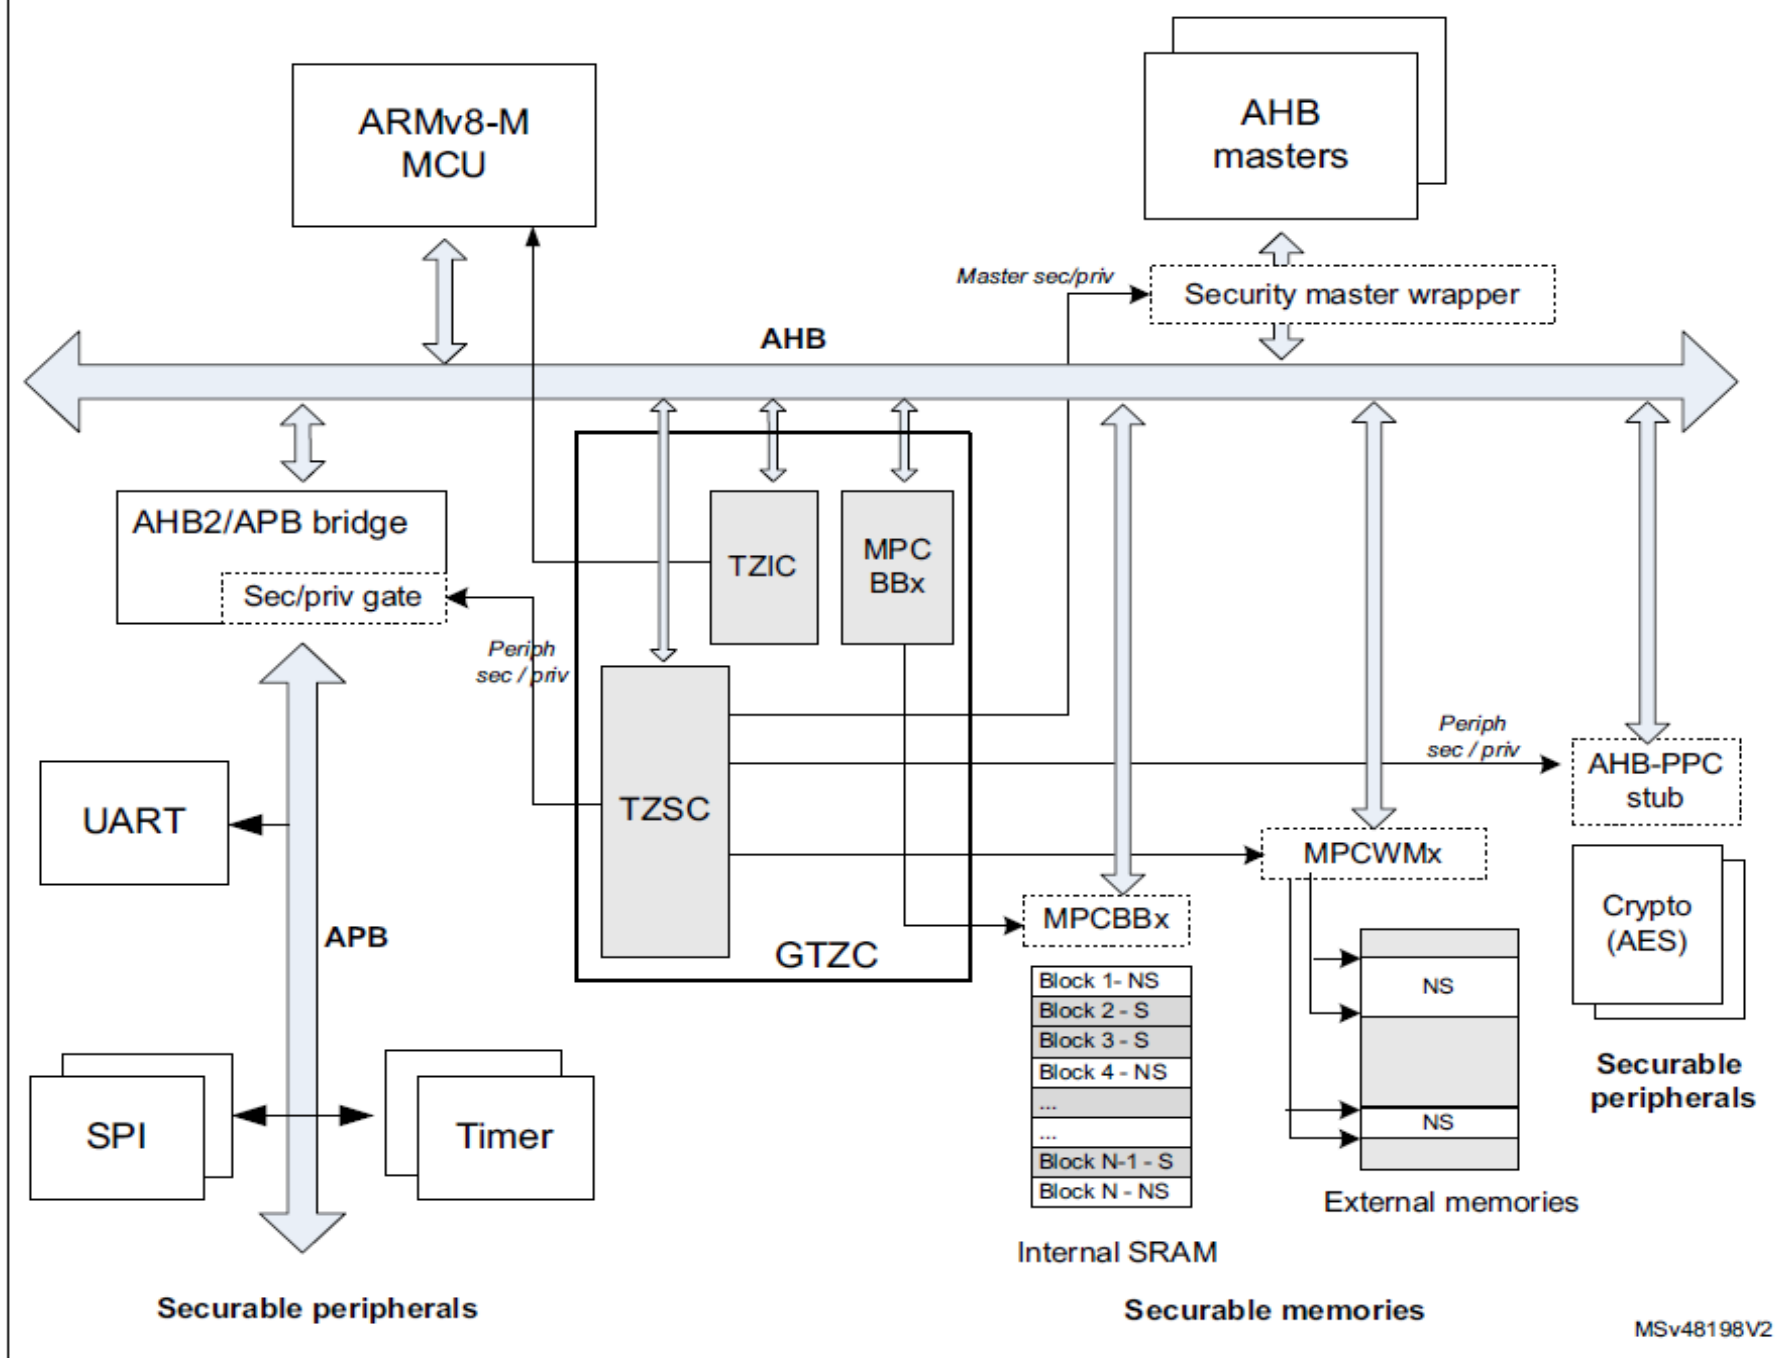 ARMv8-M
MCU
AHB
masters
Master sec/priv
Security master wrapper
AHB
AHB2/APB bridge
Sec/priv gate
TZIC
MPC
BBx
Periph
sec / priv
TZSC
GTZC
Periph
sec / priv
AHB-PPC
stub
UART
MPCWMx
MPCBBx
Crypto
(AES)
APB
Block 1- NS
Block 2 - S
Block 3 - S
Block 4 - NS
...
...
Block N-1 - S
Block N - NS
NS
NS
Securable
peripherals
SPI
Timer
External memories
Internal SRAM
Securable peripherals
Securable memories
MSv48198V2